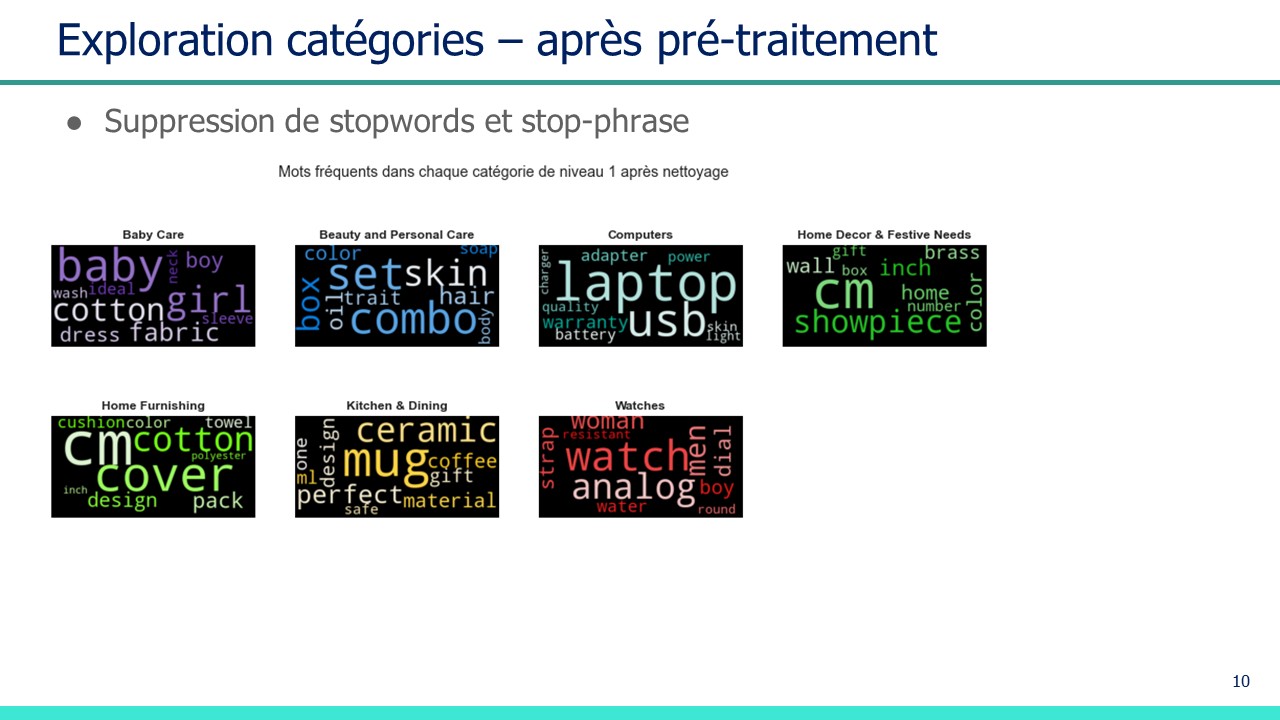 Exploration catégories – après pré-traitement
● Suppression de stopwords et stop-phrase
Mots fréquents dans chaque catégorie de niveau 1 après nettoyage
Baby Care
baby neck boy
wash ideal
cotton girl
sleeve
dress fabric
Beauty and Personal Care
color soap
set skin
box oil trait hair
combo body
Computers
charger adapter power
laptop
quality
warranty usb skin
battery light
Home Decor & Festive Needs
gift brass
wall box inch
cm home color
number
showpiece
Home Furnishing
cushion color towel
cm cotton
polyester
cover
inch
design pack
Kitchen & Dining
one design ceramic
mug coffee
ml gift
perfect material
safe
Watches
strap woman men dial
resistant
watch
analog boy
water round
10